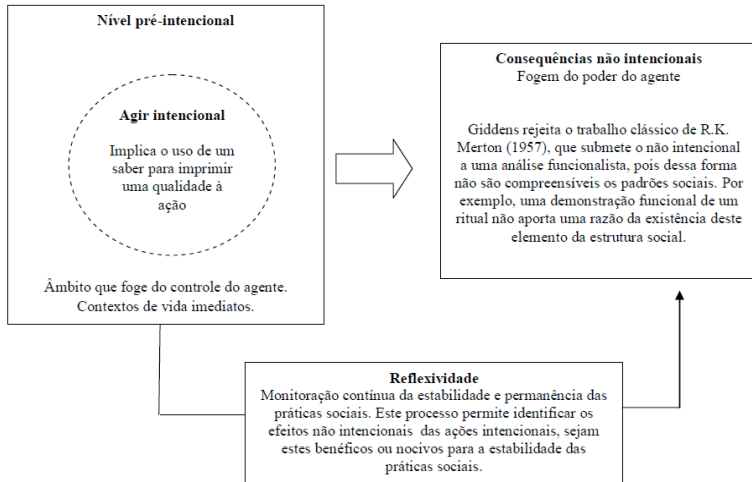 Nível pré-intencional
Agir intencional
Implica o uso de um
saber para imprimir
uma qualidade à
ação
Âmbito que foge do controle do agente.
Contextos de vida imediatos.
Consequências não intencionais
Fogem do poder do agente
Giddens rejeita o trabalho clássico de R.K.
Merton (1957), que submete o não intencional
a uma análise funcionalista, pois dessa forma
não são compreensíveis os padrões sociais. Por
exemplo, uma demonstração funcional de um
ritual não aporta uma razão da existência deste
elemento da estrutura social.
Reflexividade
Monitoração contínua da estabilidade e permanência das
práticas sociais. Este processo permite identificar os
efeitos não intencionais das ações intencionais, sejam
estes benéficos ou nocivos para a estabilidade das
práticas sociais.